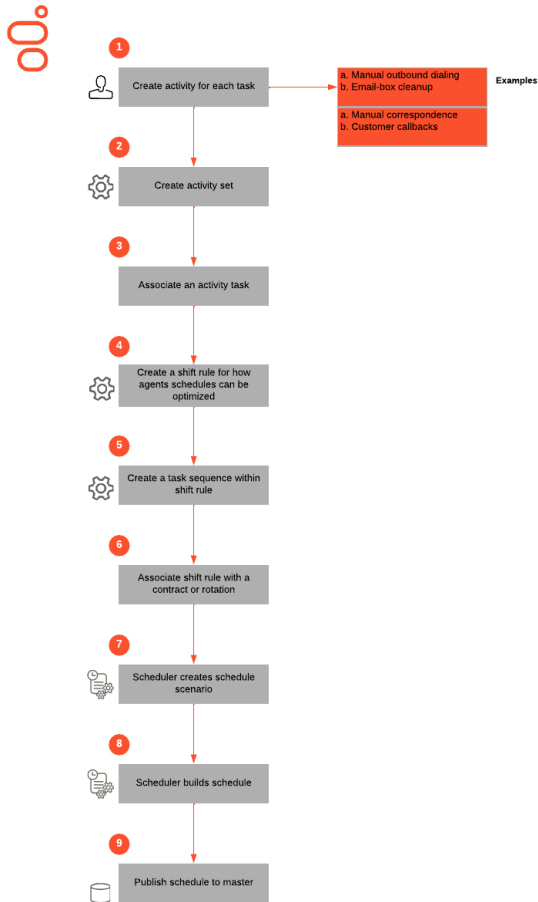 1
Create activity for each task
a. Manual outbound dialing
b. Email-box cleanup
Examples
a. Manual correspondence
b. Customer callbacks
2
Create activity set
3
Associate an activity task
4
Create a shift rule for how
agents schedules can be
optimized
5
Create a task sequence within
shift rule
6
Associate shift rule with a
contract or rotation
7
Scheduler creates schedule
scenario
8
Scheduler builds schedule
9
Publish schedule to master